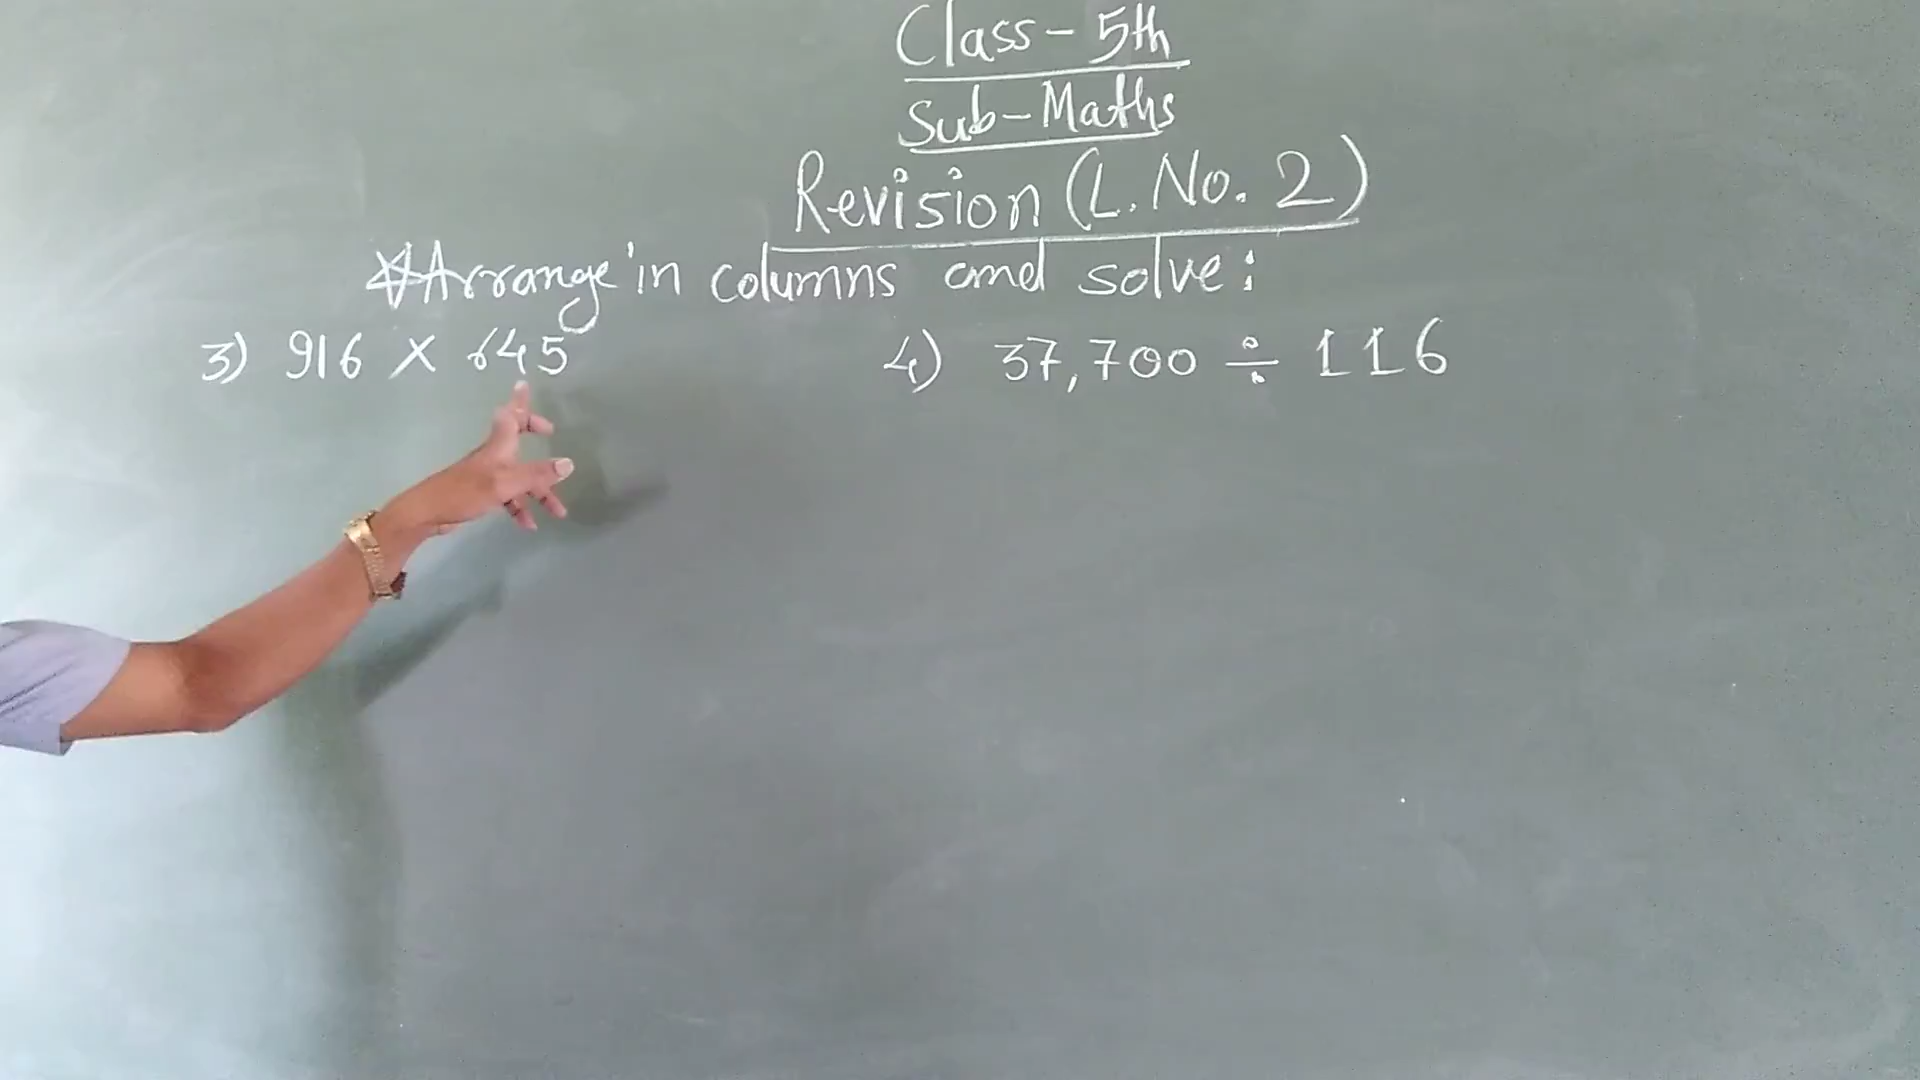 Class - 5th
Sub - Maths
Revision (L. No. 2)
Arrange in columns and solve :
3) 916 × 645
4) 37,700 ÷ 116